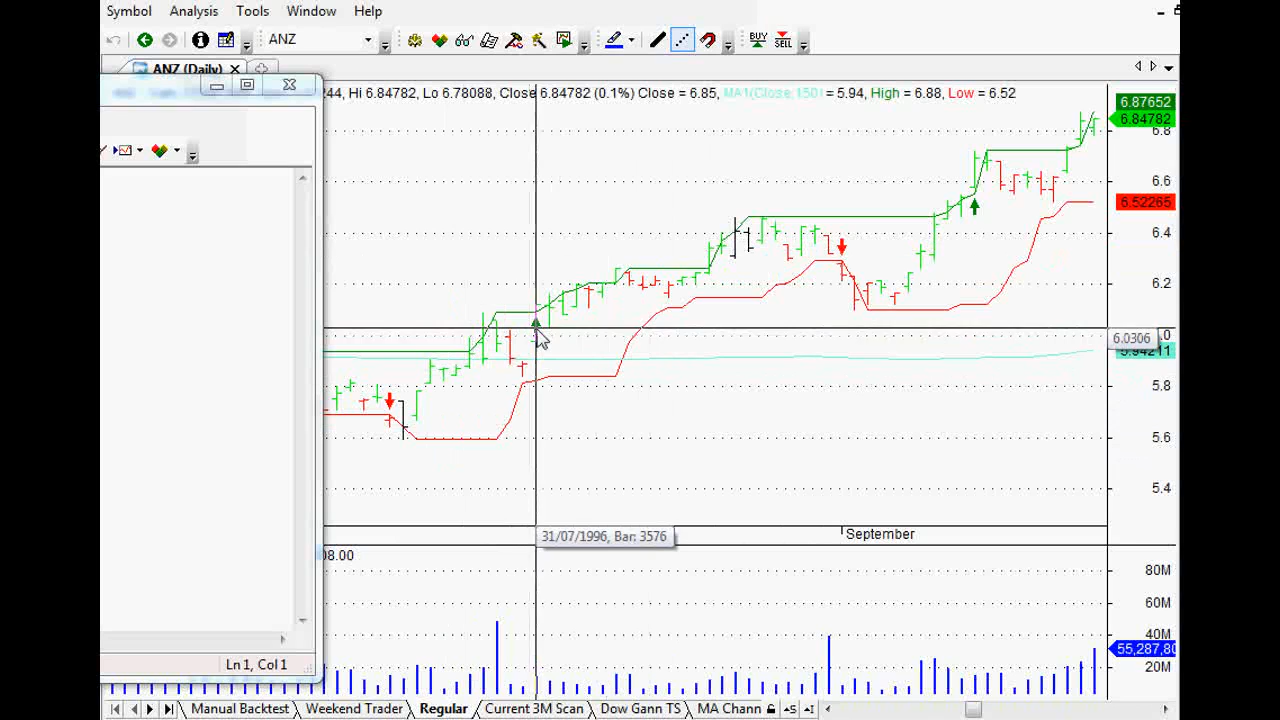 Symbol Analysis Tools Window Help
ANZ BUY SELL
ANZ (Daily)
244, Hi 6.84782, Lo 6.78088, Close 6.84782 (0.1%) Close = 6.85, MA1(Close,150) = 5.94, High = 6.88, Low = 6.52
6.87652
6.84782
6.8
6.6
6.52265
6.4
6.2
6.0306
5.94211
5.8
5.6
5.4
31/07/1996, Bar: 3576
September
08.00
80M
60M
40M
55,287,80
20M
Ln 1, Col 1
Manual Backtest Weekend Trader Regular Current 3M Scan Dow Gann TS MA Chann